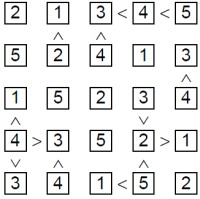 2 1 3 < 4 < 5
^ ^
5 2 4 1 3
^
1 5 2 3 4
^ v
4 > 3 5 2 > 1
v ^ ^
3 4 1 < 5 2